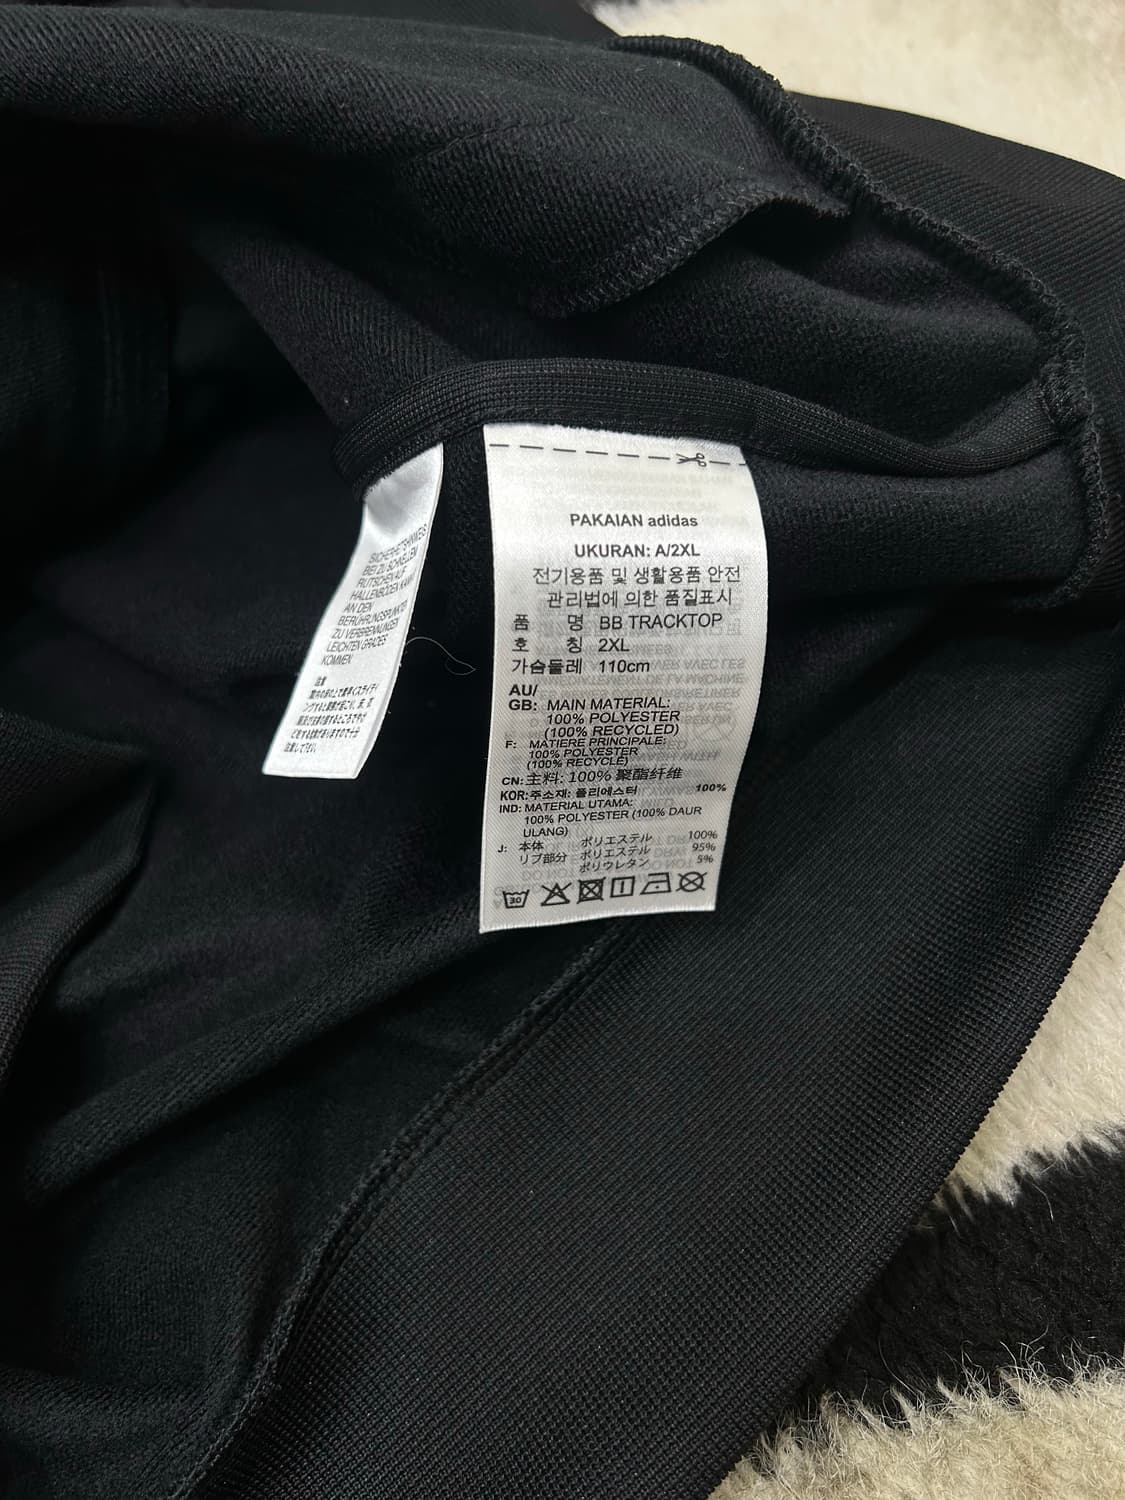 SICHERHEITSHINWEIS
BEI ZU SCHNELLEM
RUTSCHEN AUF
HALLENBÖDEN KANN
AN DEN
BERÜHRUNGSPUNKTEN
ZU VERBRENNUNGEN
LEICHTEN GRADES
KOMMEN
注意
PAKAIAN adidas
UKURAN: A/2XL
전기용품 및 생활용품 안전
관리법에 의한 품질표시
품 명 BB TRACKTOP
호 칭 2XL
가슴둘레 110cm
AU/
GB: MAIN MATERIAL:
100% POLYESTER
(100% RECYCLED)
F: MATIERE PRINCIPALE:
100% POLYESTER
(100% RECYCLÉ)
CN: 主料: 100% 聚酯纤维
KOR: 주소재: 폴리에스터 100%
IND: MATERIAL UTAMA:
100% POLYESTER (100% DAUR
ULANG)
J: 本体 ポリエステル 100%
リブ部分 ポリエステル 95%
ポリウレタン 5%
30